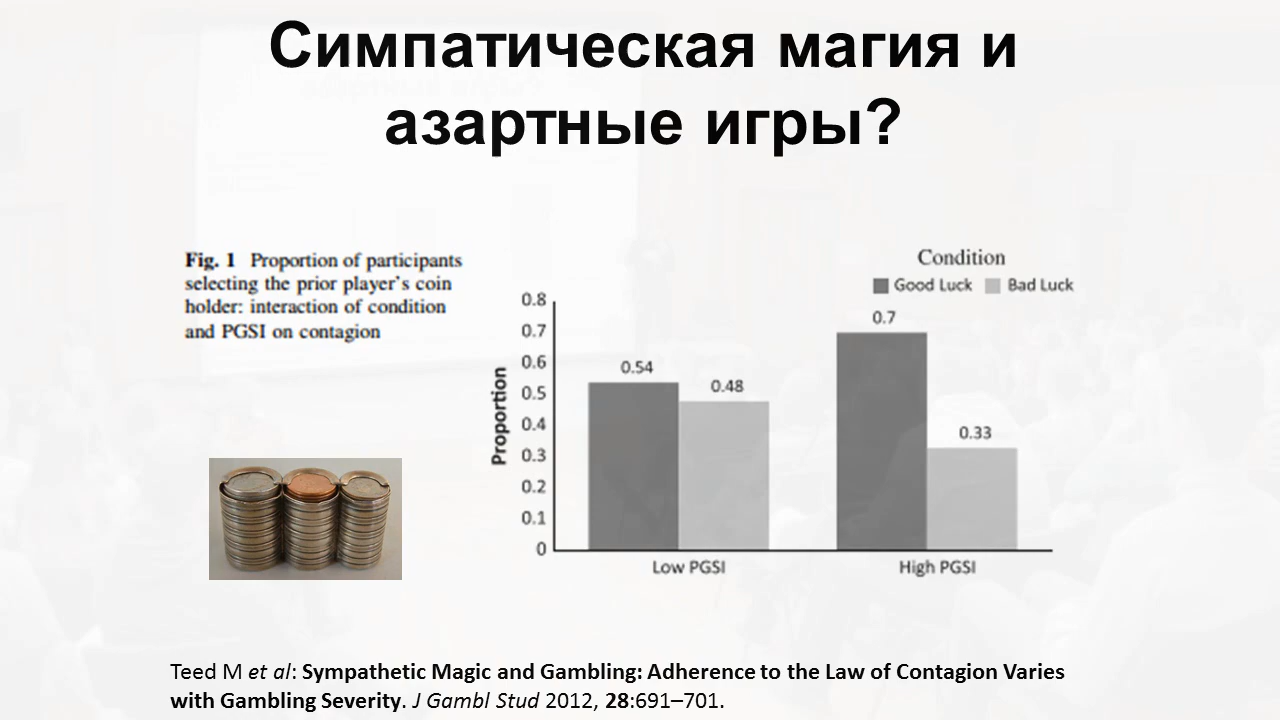 Симпатическая магия и
азартные игры?
Fig. 1 Proportion of participants
selecting the prior player's coin
holder: interaction of condition
and PGSI on contagion
Condition
Good Luck Bad Luck
Proportion
0.8
0.7
0.6
0.5
0.4
0.3
0.2
0.1
0
0.54
0.48
0.7
0.33
Low PGSI
High PGSI
Teed M et al: Sympathetic Magic and Gambling: Adherence to the Law of Contagion Varies
with Gambling Severity. J Gambl Stud 2012, 28:691–701.